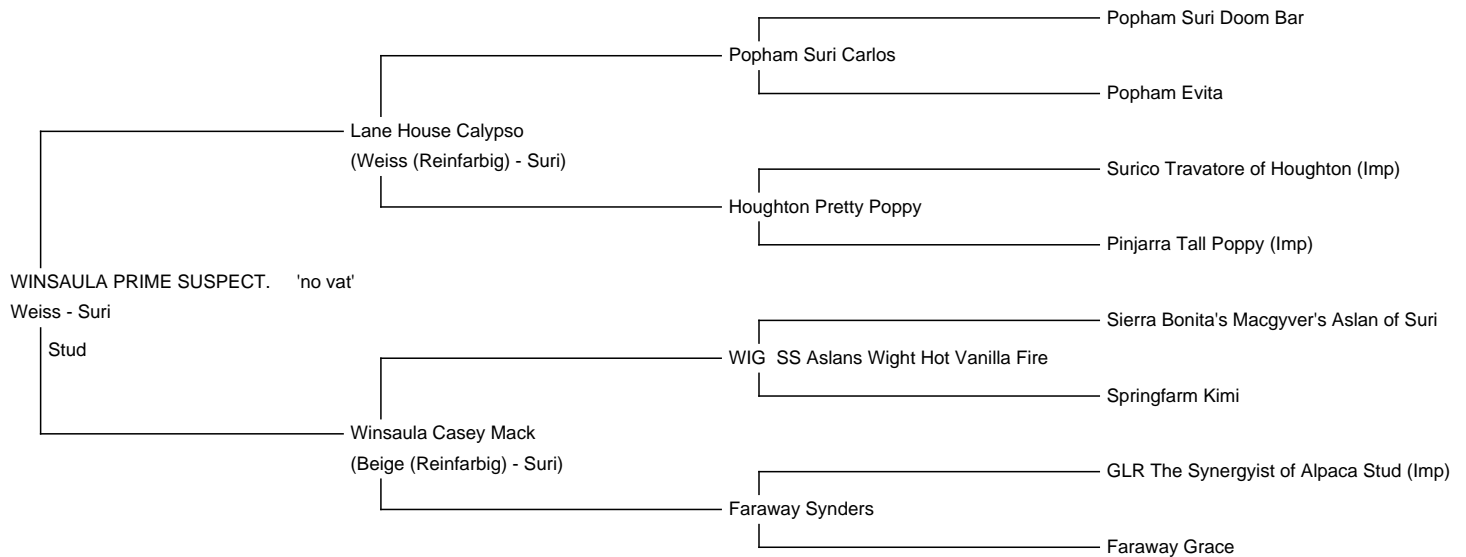 Popham Suri Doom Bar
Popham Suri Carlos
Popham Evita
Lane House Calypso
(Weiss (Reinfarbig) - Suri)
Surico Travatore of Houghton (Imp)
Houghton Pretty Poppy
Pinjarra Tall Poppy (Imp)
WINSAULA PRIME SUSPECT. 'no vat'
Weiss - Suri
Stud
Sierra Bonita's Macgyver's Aslan of Suri
WIG SS Aslans Wight Hot Vanilla Fire
Springfarm Kimi
Winsaula Casey Mack
(Beige (Reinfarbig) - Suri)
GLR The Synergyist of Alpaca Stud (Imp)
Faraway Synders
Faraway Grace